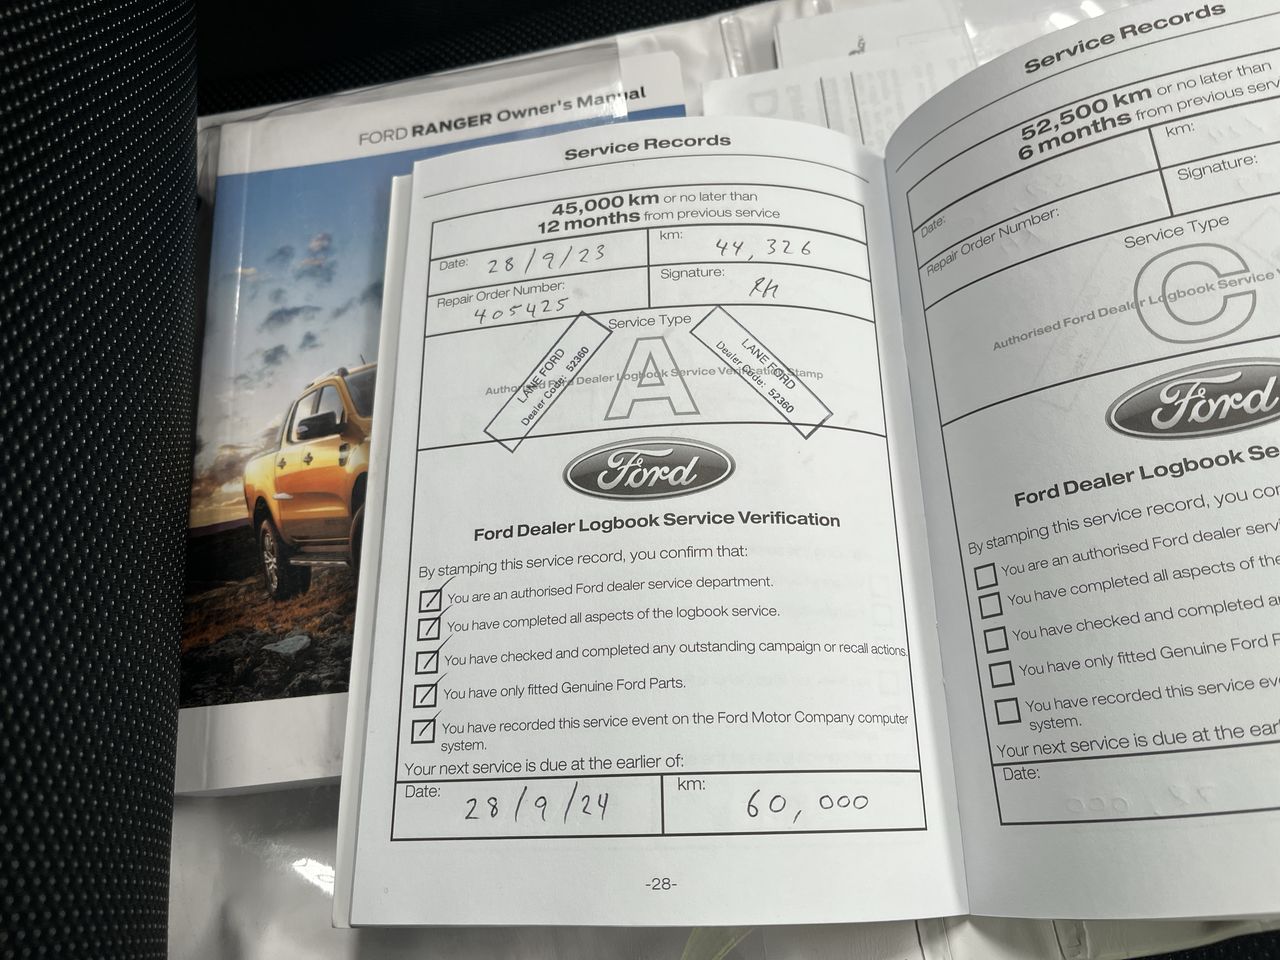 FORD RANGER Owner's Manual
Service Records
45,000 km or no later than
12 months from previous service
Date: 28/9/23
km: 44,326
Repair Order Number:
405425
Signature: RH
Service Type
A
Authorised Ford Dealer Logbook Service Verification Stamp
LANE FORD
Dealer Code: 52360
LANE FORD
Dealer Code: 52360
Ford
Ford Dealer Logbook Service Verification
By stamping this service record, you confirm that:
You are an authorised Ford dealer service department.
You have completed all aspects of the logbook service.
You have checked and completed any outstanding campaign or recall actions.
You have only fitted Genuine Ford Parts.
You have recorded this service event on the Ford Motor Company computer
system.
Your next service is due at the earlier of:
Date: 28/9/24
km: 60,000
-28-
Service Records
52,500 km or no later than
6 months from previous serv
Date:
km:
Repair Order Number:
Signature:
Service Type
C
Authorised Ford Dealer Logbook Service
Ford
Ford Dealer Logbook Se
By stamping this service record, you con
You are an authorised Ford dealer serv
You have completed all aspects of the
You have checked and completed a
You have only fitted Genuine Ford P
You have recorded this service ev
system.
Your next service is due at the earl
Date: